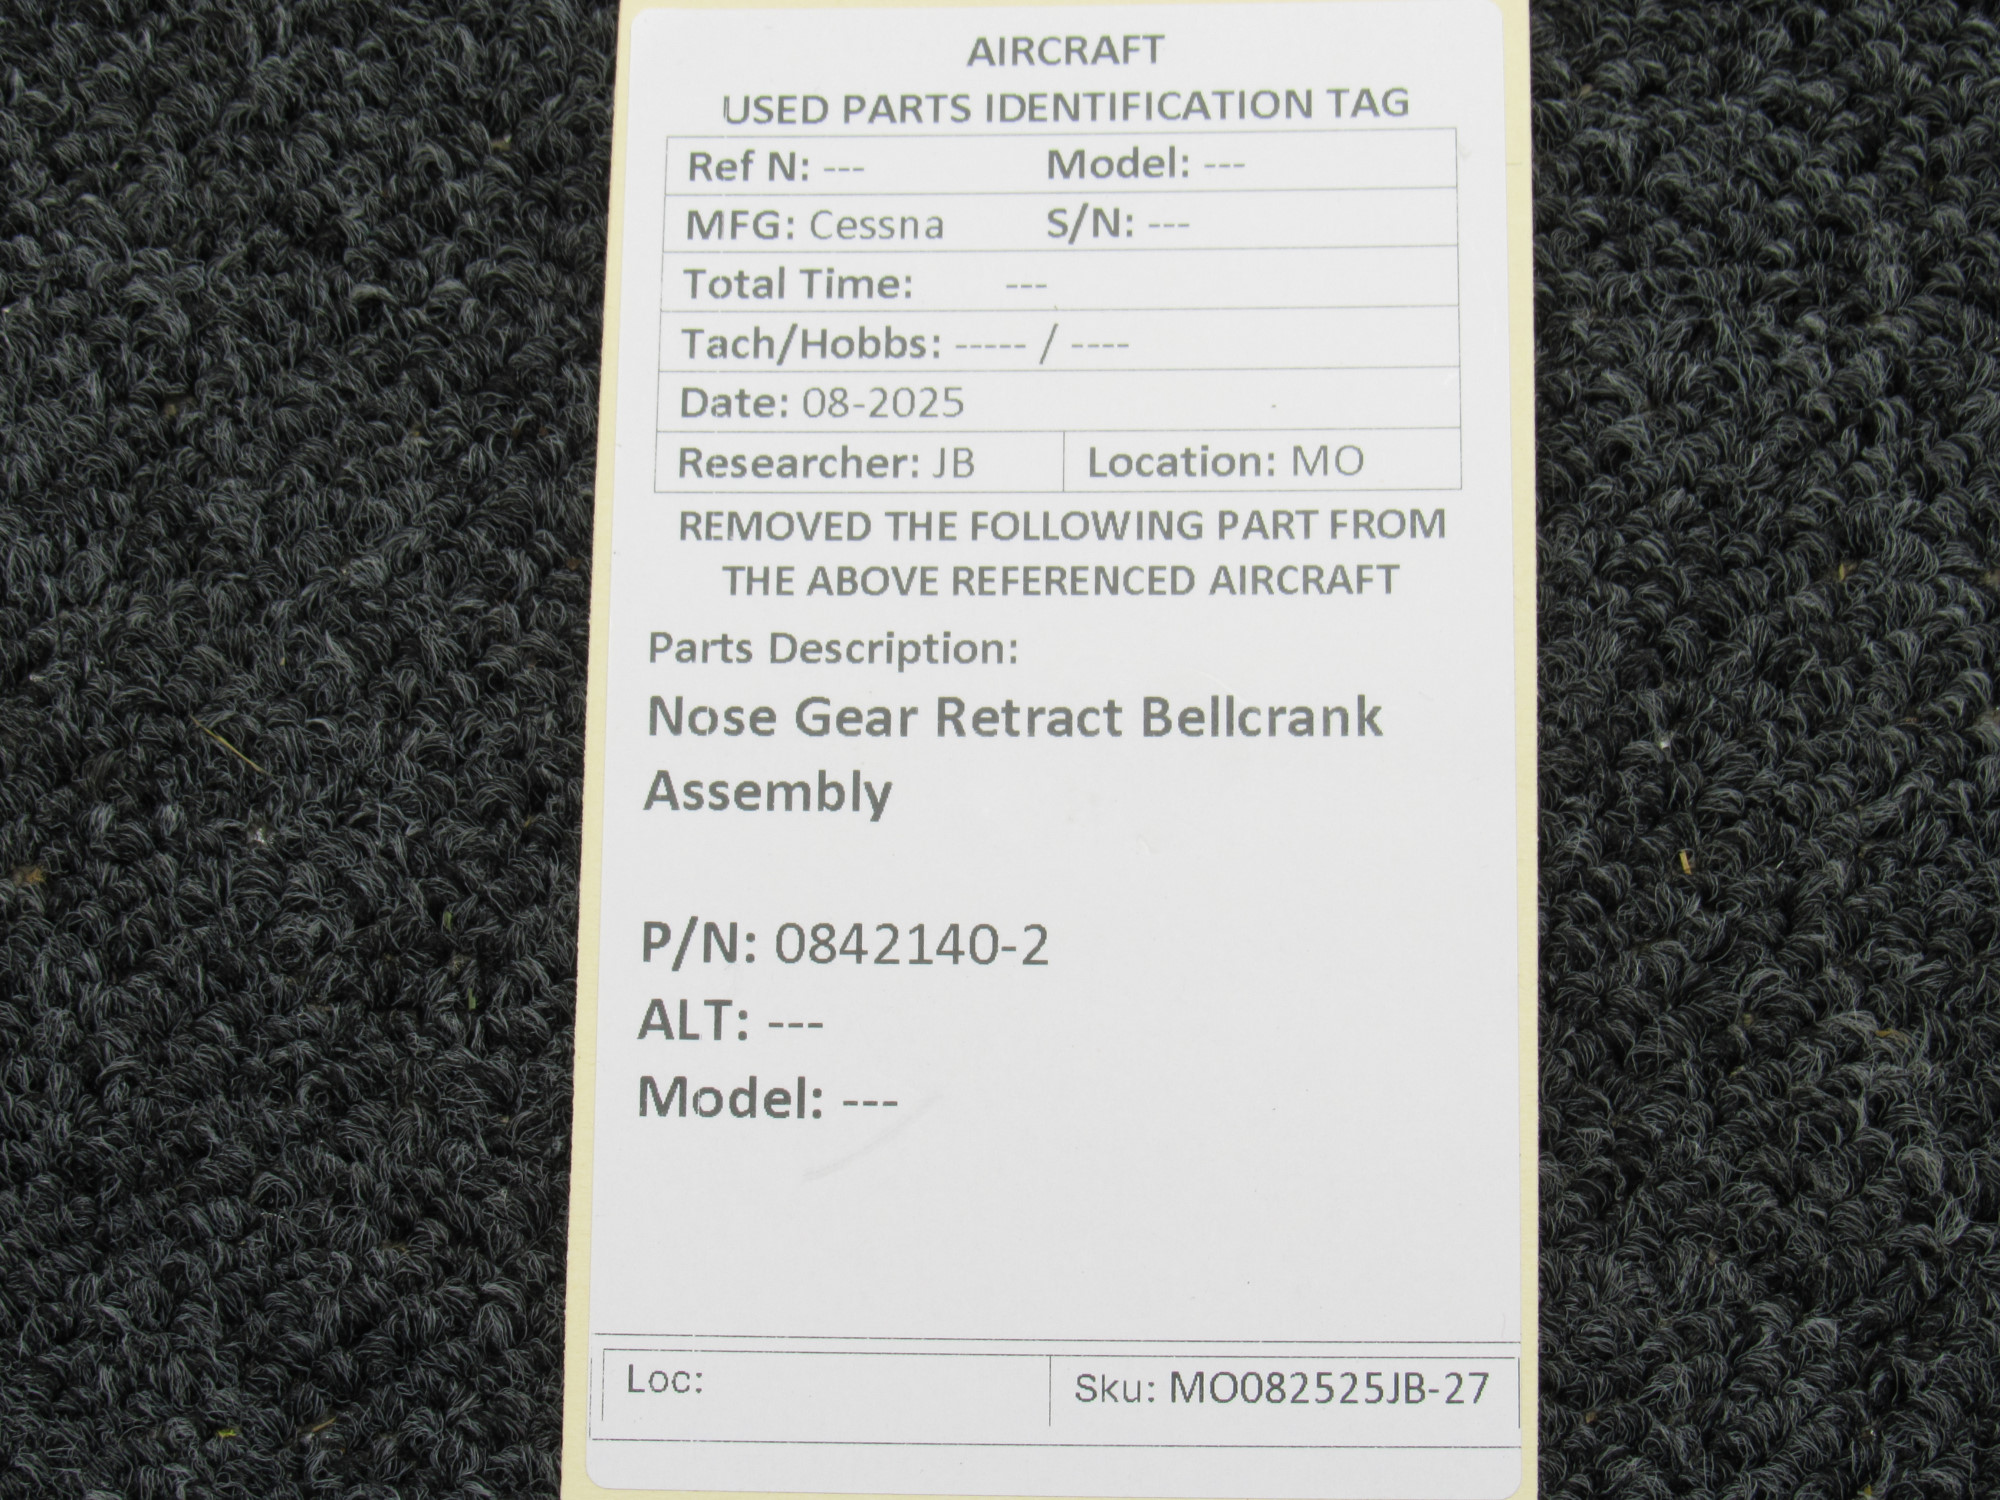 AIRCRAFT
USED PARTS IDENTIFICATION TAG
Ref N: --- Model: ---
MFG: Cessna S/N: ---
Total Time: ---
Tach/Hobbs: ----- / ----
Date: 08-2025
Researcher: JB Location: MO
REMOVED THE FOLLOWING PART FROM
THE ABOVE REFERENCED AIRCRAFT
Parts Description:
Nose Gear Retract Bellcrank
Assembly
P/N: 0842140-2
ALT: ---
Model: ---
Loc: Sku: MO082525JB-27